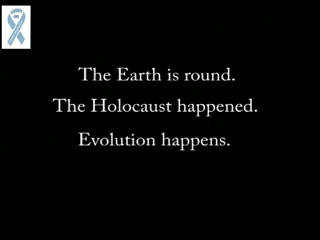 The Earth is round.
The Holocaust happened.
Evolution happens.